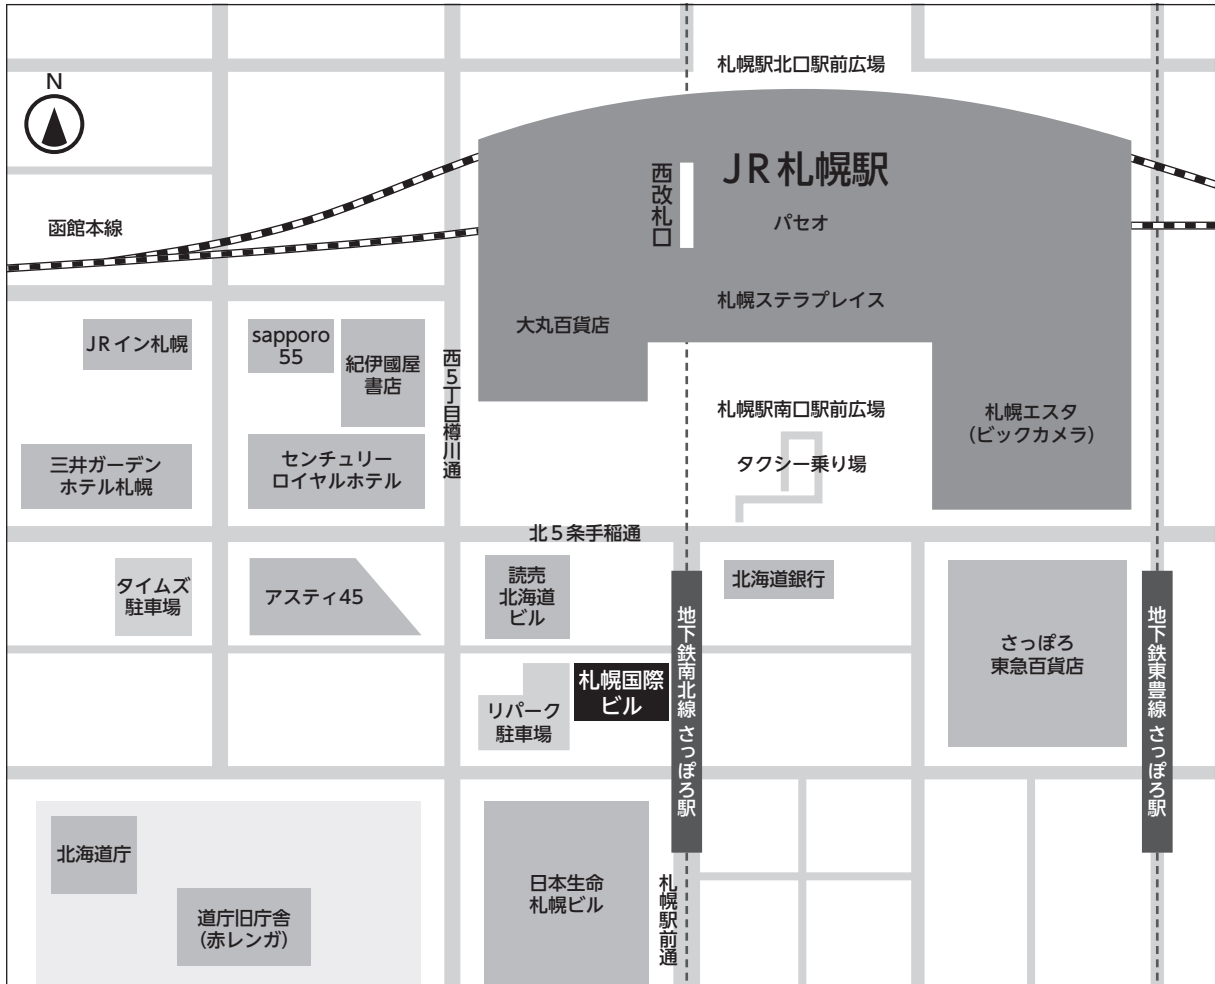 札幌駅北口駅前広場
N
JR札幌駅
西改札口
パセオ
函館本線
札幌ステラプレイス
大丸百貨店
JRイン札幌
sapporo
55
紀伊國屋
書店
西5丁目樽川通
札幌駅南口駅前広場
札幌エスタ
(ビックカメラ)
タクシー乗り場
三井ガーデン
ホテル札幌
センチュリー
ロイヤルホテル
北5条手稲通
タイムズ
駐車場
アスティ45
読売
北海道
ビル
北海道銀行
地下鉄南北線 さっぽろ駅
さっぽろ
東急百貨店
地下鉄東豊線 さっぽろ駅
札幌国際
ビル
リパーク
駐車場
北海道庁
道庁旧庁舎
(赤レンガ)
日本生命
札幌ビル
札幌駅前通